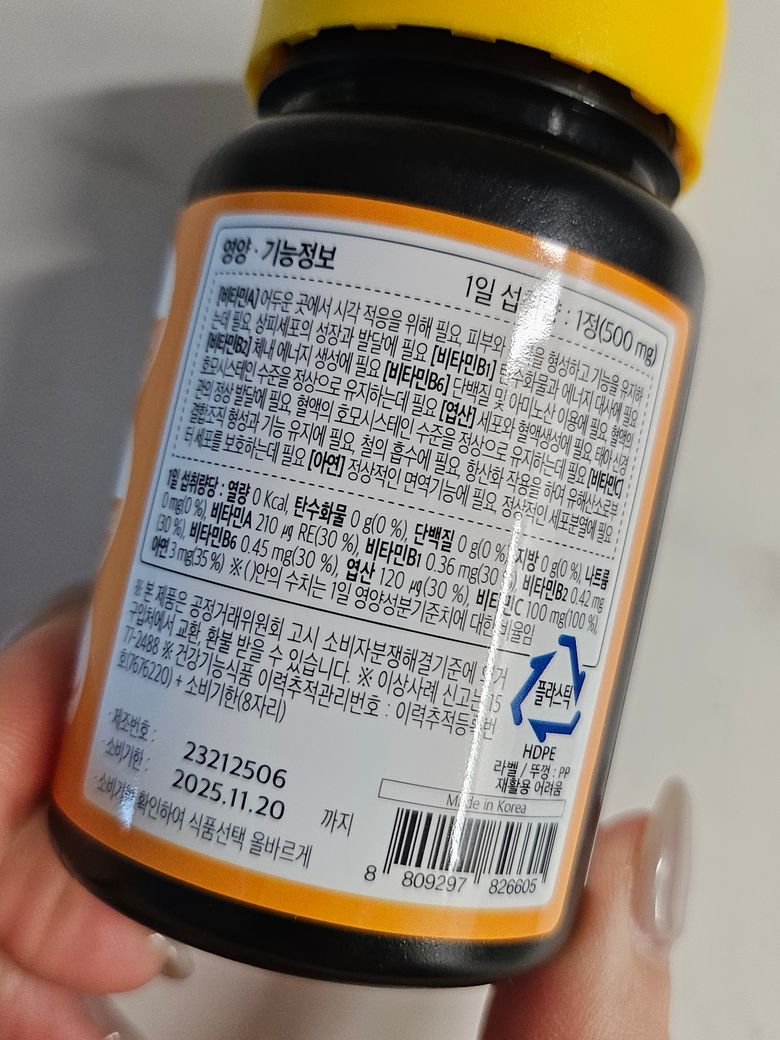 영양·기능정보
1일 섭 : 1정(500 mg)
[비타민A] 어두운 곳에서 시각 적응을 위해 필요, 피부와 형성하고 기능을 유지하
는데 필요, 상피세포의 성장과 발달에 필요 [비타민B1] 탄수화물과 에너지 대사에 필요
[비타민B2] 체내 에너지 생성에 필요 [비타민B6] 단백질 및 아미노산 이용에 필요, 혈액의
호모시스테인 수준을 정상으로 유지하는데 필요 [엽산] 세포와 혈액생성에 필요, 태아 신경
관의 정상 발달에 필요, 혈액의 호모시스테인 수준을 정상으로 유지하는데 필요 [비타민C]
결합조직 형성과 기능 유지에 필요, 철의 흡수에 필요, 항산화 작용을 하여 유해산소로부
터 세포를 보호하는데 필요 [아연] 정상적인 면역기능에 필요, 정상적인 세포분열에 필요
1일 섭취량당 : 열량 0 Kcal, 탄수화물 0 g(0 %), 단백질 0 g(0 %), 지방 0 g(0 %), 나트륨
0 mg(0 %), 비타민A 210 ㎍ RE(30 %), 비타민B1 0.36 mg(30 %), 비타민B2 0.42 mg
(30 %), 비타민B6 0.45 mg(30 %), 엽산 120 ㎍(30 %), 비타민C 100 mg(100 %),
아연 3 mg(35 %) ※ ( )안의 수치는 1일 영양성분기준치에 대한 비율임
※ 본 제품은 공정거래위원회 고시 소비자분쟁해결기준에 의거
구입처에서 교환, 환불 받을 수 있습니다. ※ 이상사례 신고는 15
77-2488 ※ 건강기능식품 이력추적관리번호 : 이력추적등록번
호(7676220) + 소비기한(8자리)
플라스틱
HDPE
라벨 / 뚜껑 : PP
재활용 어려움
· 제조번호 :
23212506
· 소비기한 :
2025.11.20 까지
· 소비기한 확인하여 식품선택 올바르게
Made in Korea
8 809297 826605